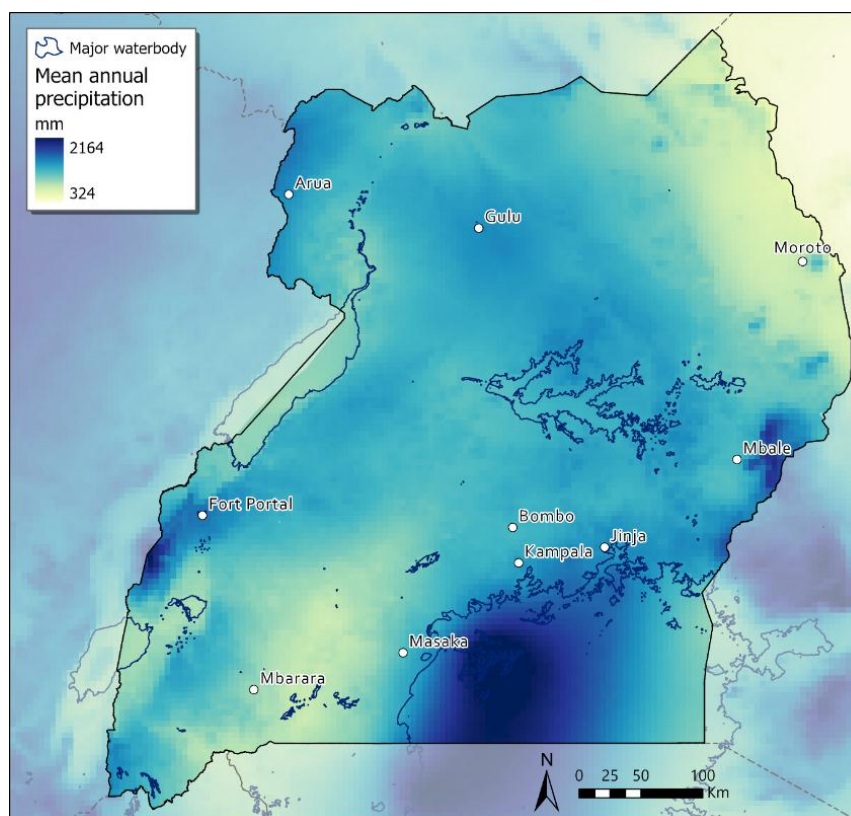 Major waterbody
Mean annual
precipitation
mm
2164
324
Arua
Gulu
Moroto
Mbale
Fort Portal
Bombo
Jinja
Kampala
Masaka
Mbarara
N
0 25 50 100
Km